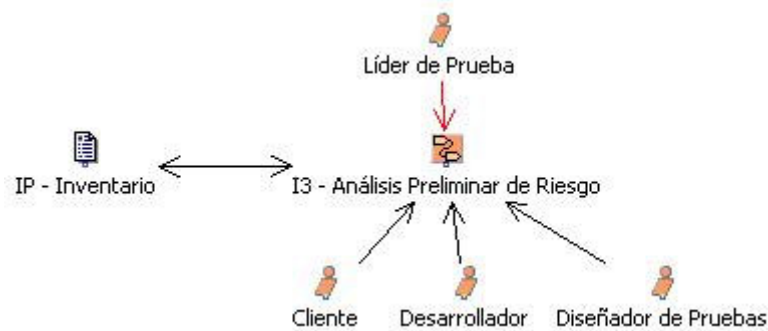 Líder de Prueba
IP - Inventario
I3 - Análisis Preliminar de Riesgo
Cliente
Desarrollador
Diseñador de Pruebas